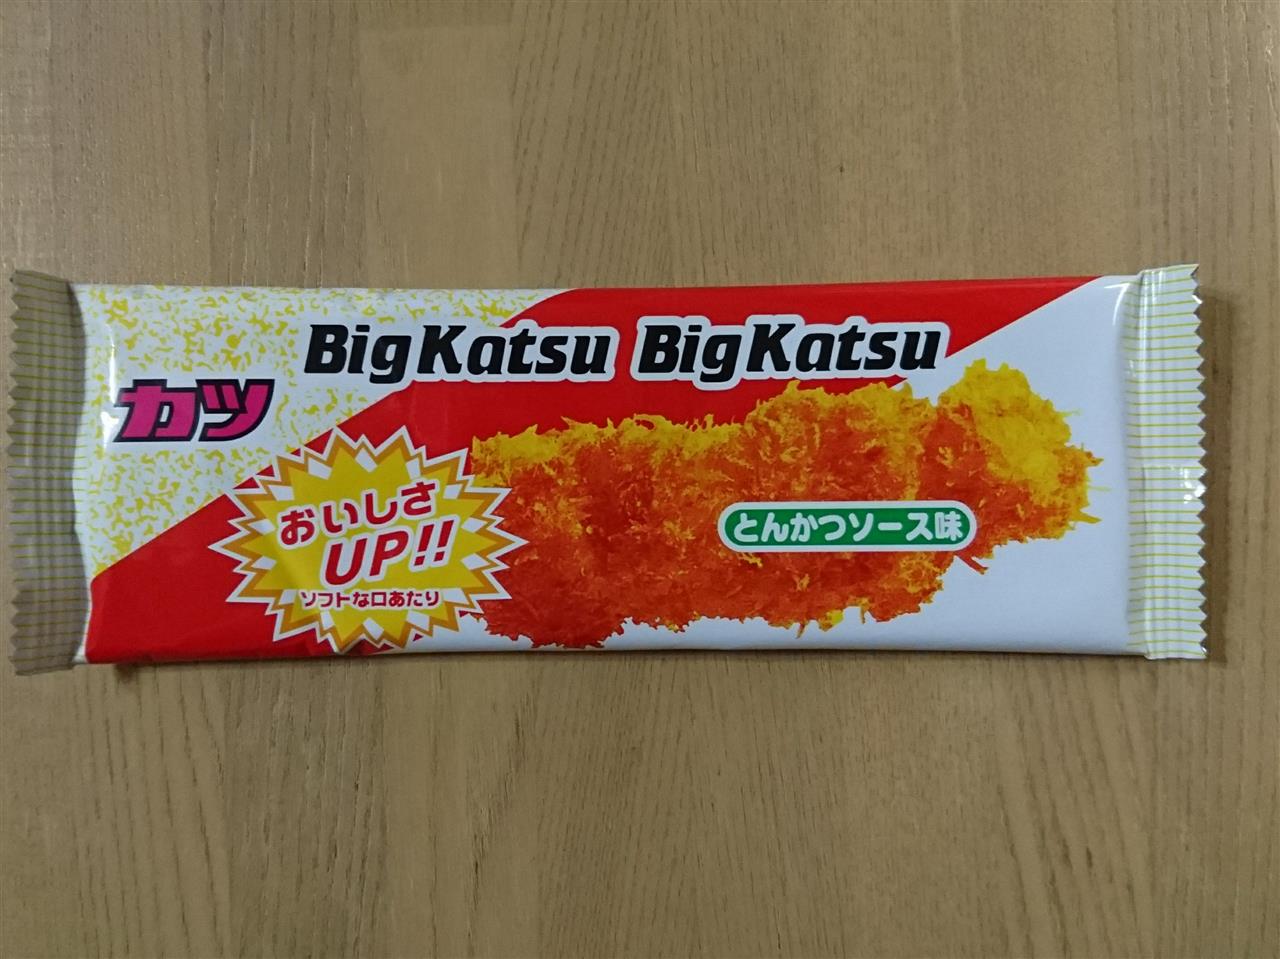 BigKatsu BigKatsu
カツ
おいしさ
UP!!
ソフトな口あたり
とんかつソース味